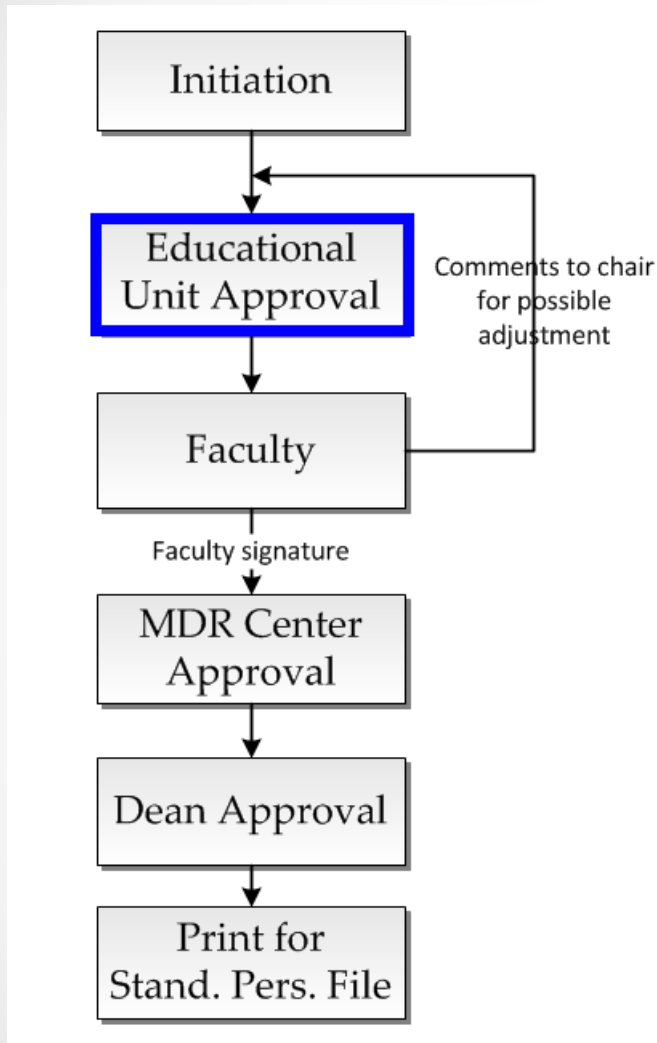 Initiation
Educational
Unit Approval
Comments to chair
for possible
adjustment
Faculty
Faculty signature
MDR Center
Approval
Dean Approval
Print for
Stand. Pers. File